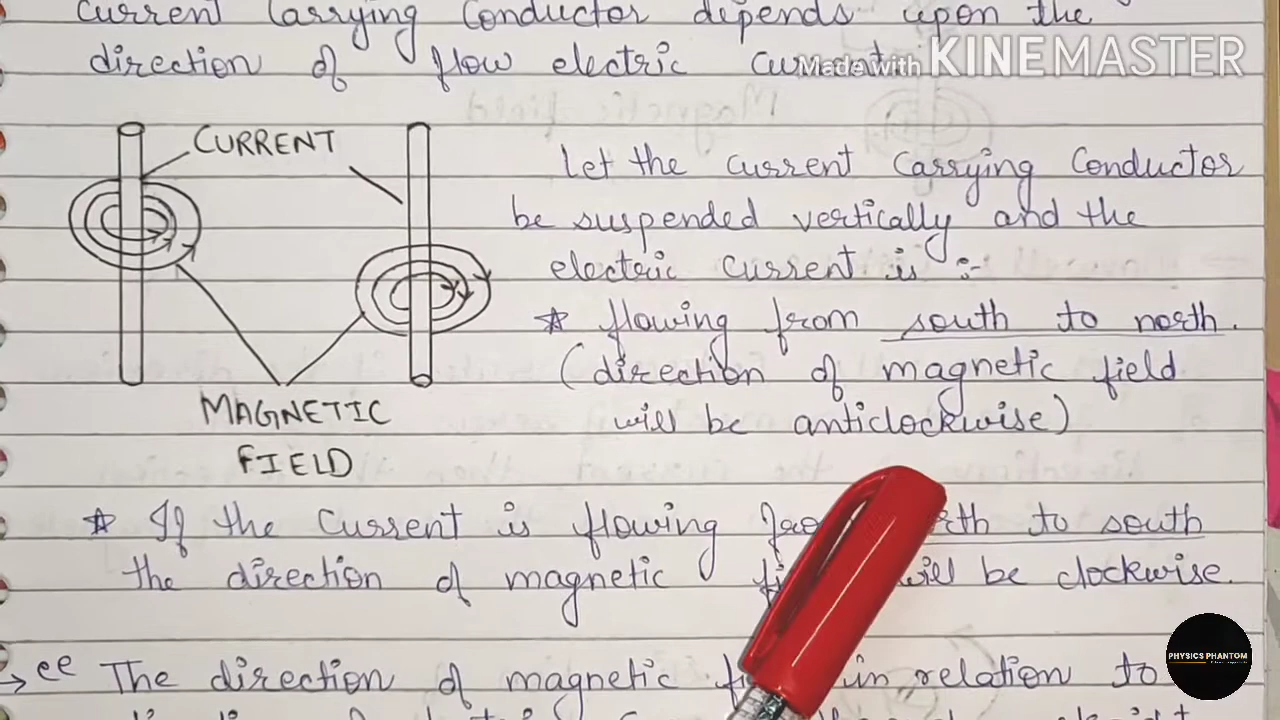 current Carrying Conductor depends upon the
direction of flow electric current
Made with KINEMASTER
CURRENT
MAGNETIC
FIELD
Let the current carrying Conductor
be suspended vertically and the
electric current is :-
* flowing from south to north.
(direction of magnetic field
will be anticlockwise)
* If the current is flowing to south
the direction of magnetic will be clockwise.
PHYSICS PHANTOM
The direction of magnetic in relation to